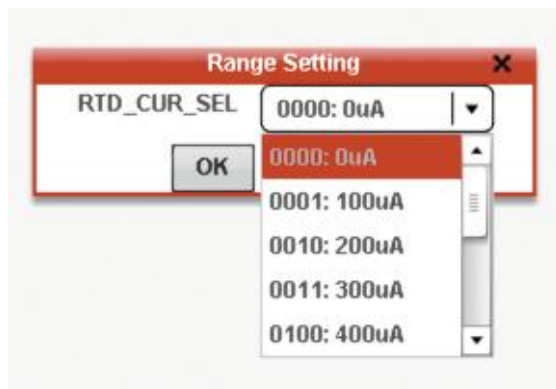 Range Setting
RTD_CUR_SEL 0000: 0uA
OK
0000: 0uA
0001: 100uA
0010: 200uA
0011: 300uA
0100: 400uA